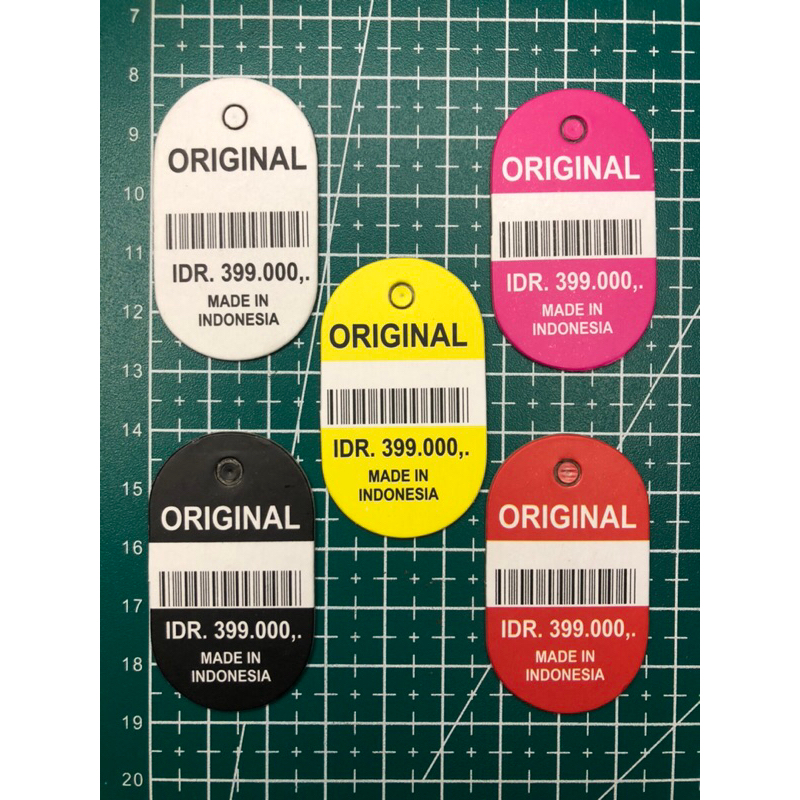 7
8
9
10
11
12
13
14
15
16
17
18
19
20
ORIGINAL
IDR. 399.000,.
MADE IN
INDONESIA
ORIGINAL
IDR. 399.000,.
MADE IN
INDONESIA
ORIGINAL
IDR. 399.000,.
MADE IN
INDONESIA
ORIGINAL
IDR. 399.000,.
MADE IN
INDONESIA
ORIGINAL
IDR. 399.000,.
MADE IN
INDONESIA